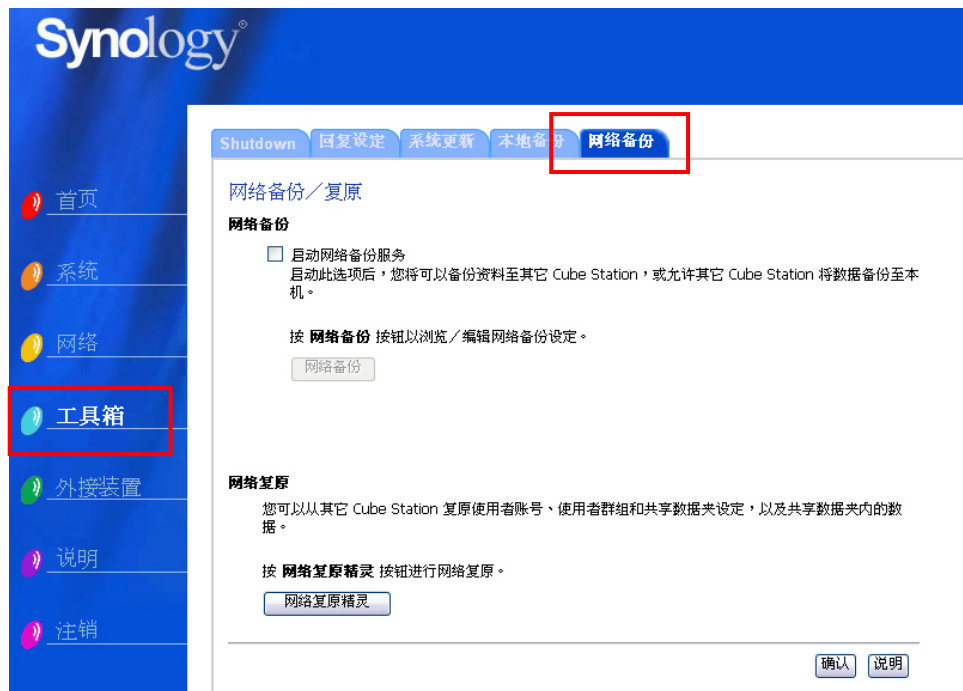 Synology®
Shutdown 回复设定 系统更新 本地备份 网络备份
首页
系统
网络
工具箱
外接装置
说明
注销
网络备份／复原
网络备份
启动网络备份服务
启动此选项后，您将可以备份资料至其它 Cube Station，或允许其它 Cube Station 将数据备份至本
机。
按 网络备份 按钮以浏览／编辑网络备份设定。
网络备份
网络复原
您可以从其它 Cube Station 复原使用者账号、使用者群组和共享数据夹设定，以及共享数据夹内的数
据。
按 网络复原精灵 按钮进行网络复原。
网络复原精灵
确认 说明